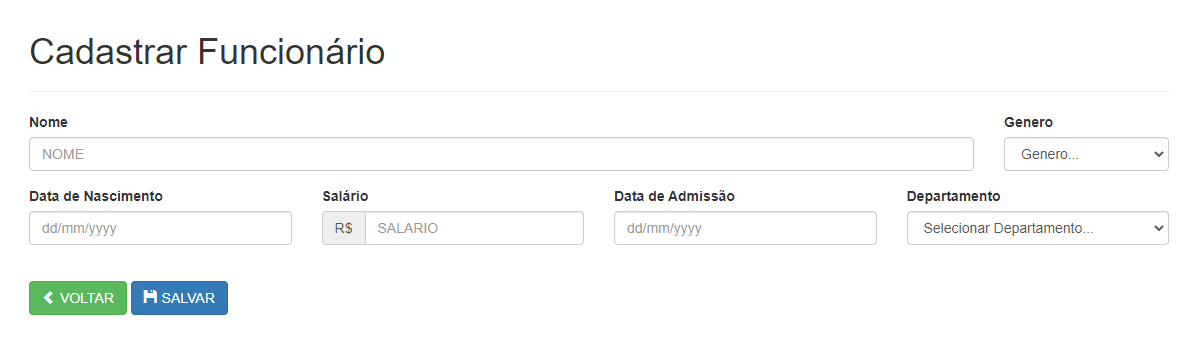 Cadastrar Funcionário
Nome Genero
NOME Genero...
Data de Nascimento Salário Data de Admissão Departamento
dd/mm/yyyy R$ SALARIO dd/mm/yyyy Selecionar Departamento...
VOLTAR SALVAR